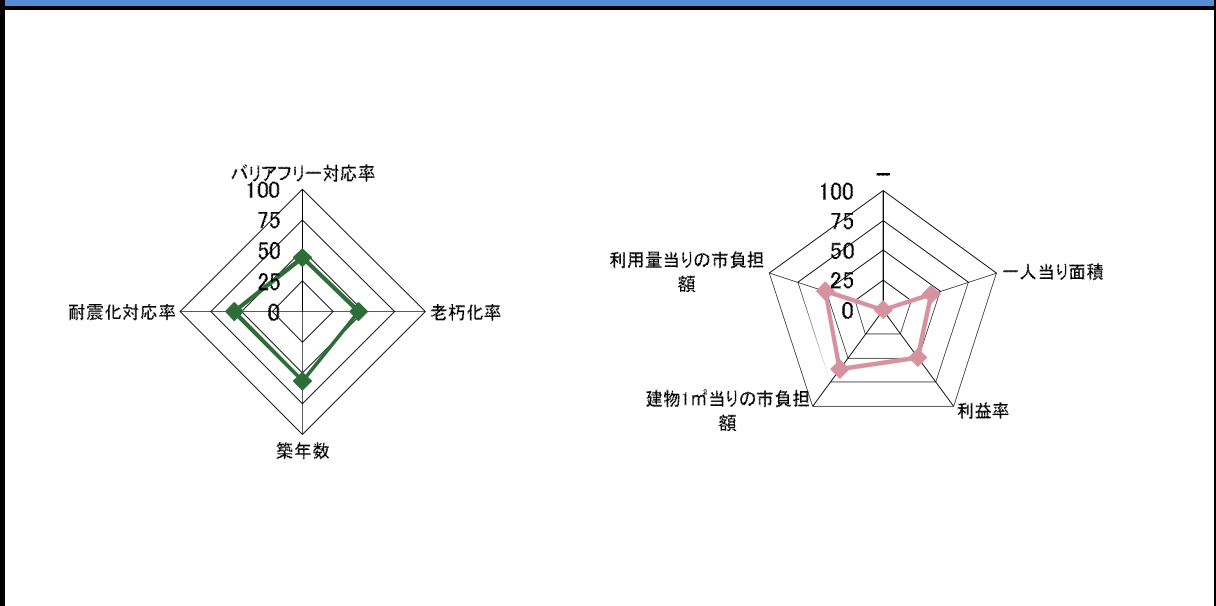 バリアフリー対応率
100
75
50
25
0
耐震化対応率
老朽化率
築年数
－
100
75
50
25
0
利用量当りの市負担
額
一人当り面積
建物1㎡当りの市負担
額
利益率